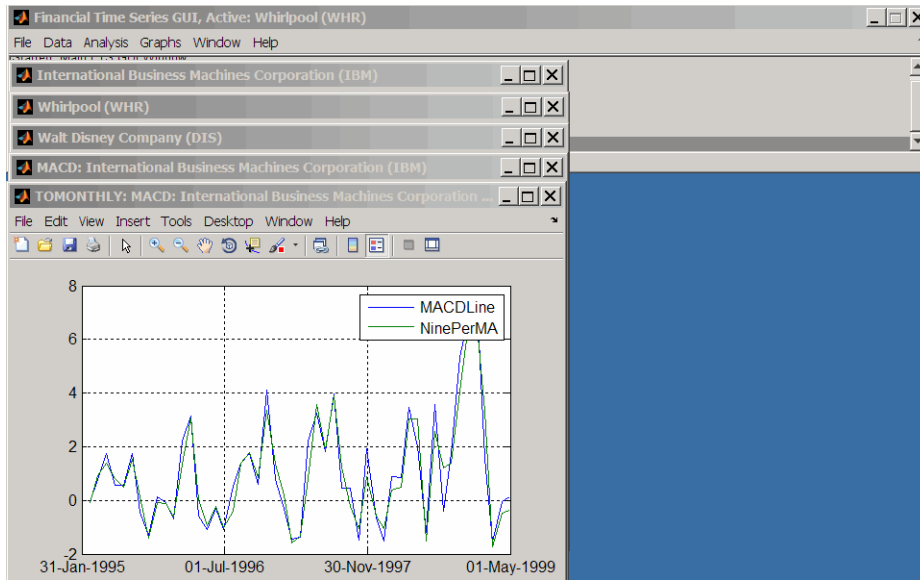 Financial Time Series GUI, Active: Whirlpool (WHR)
File Data Analysis Graphs Window Help
International Business Machines Corporation (IBM)
Whirlpool (WHR)
Walt Disney Company (DIS)
MACD: International Business Machines Corporation (IBM)
TOMONTHLY: MACD: International Business Machines Corporation ...
File Edit View Insert Tools Desktop Window Help
8
6
4
2
0
-2
MACDLine
NinePerMA
31-Jan-1995 01-Jul-1996 30-Nov-1997 01-May-1999